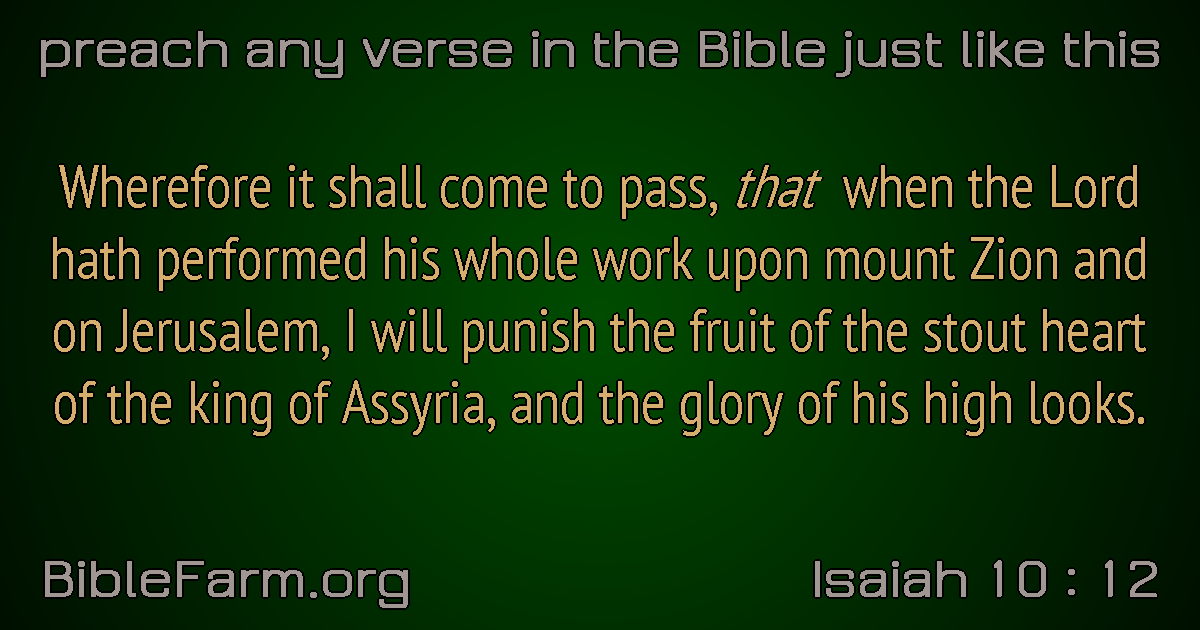 preach any verse in the Bible just like this
Wherefore it shall come to pass, that when the Lord
hath performed his whole work upon mount Zion and
on Jerusalem, I will punish the fruit of the stout heart
of the king of Assyria, and the glory of his high looks.
BibleFarm.org
Isaiah 10 : 12